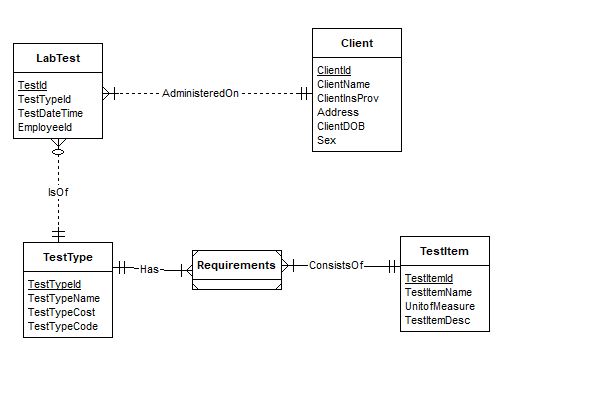 LabTest
TestId
TestTypeId
TestDateTime
EmployeeId
AdministeredOn
Client
ClientId
ClientName
ClientInsProv
Address
ClientDOB
Sex
IsOf
TestType
TestTypeId
TestTypeName
TestTypeCost
TestTypeCode
Has
Requirements
ConsistsOf
TestItem
TestItemId
TestItemName
UnitofMeasure
TestItemDesc